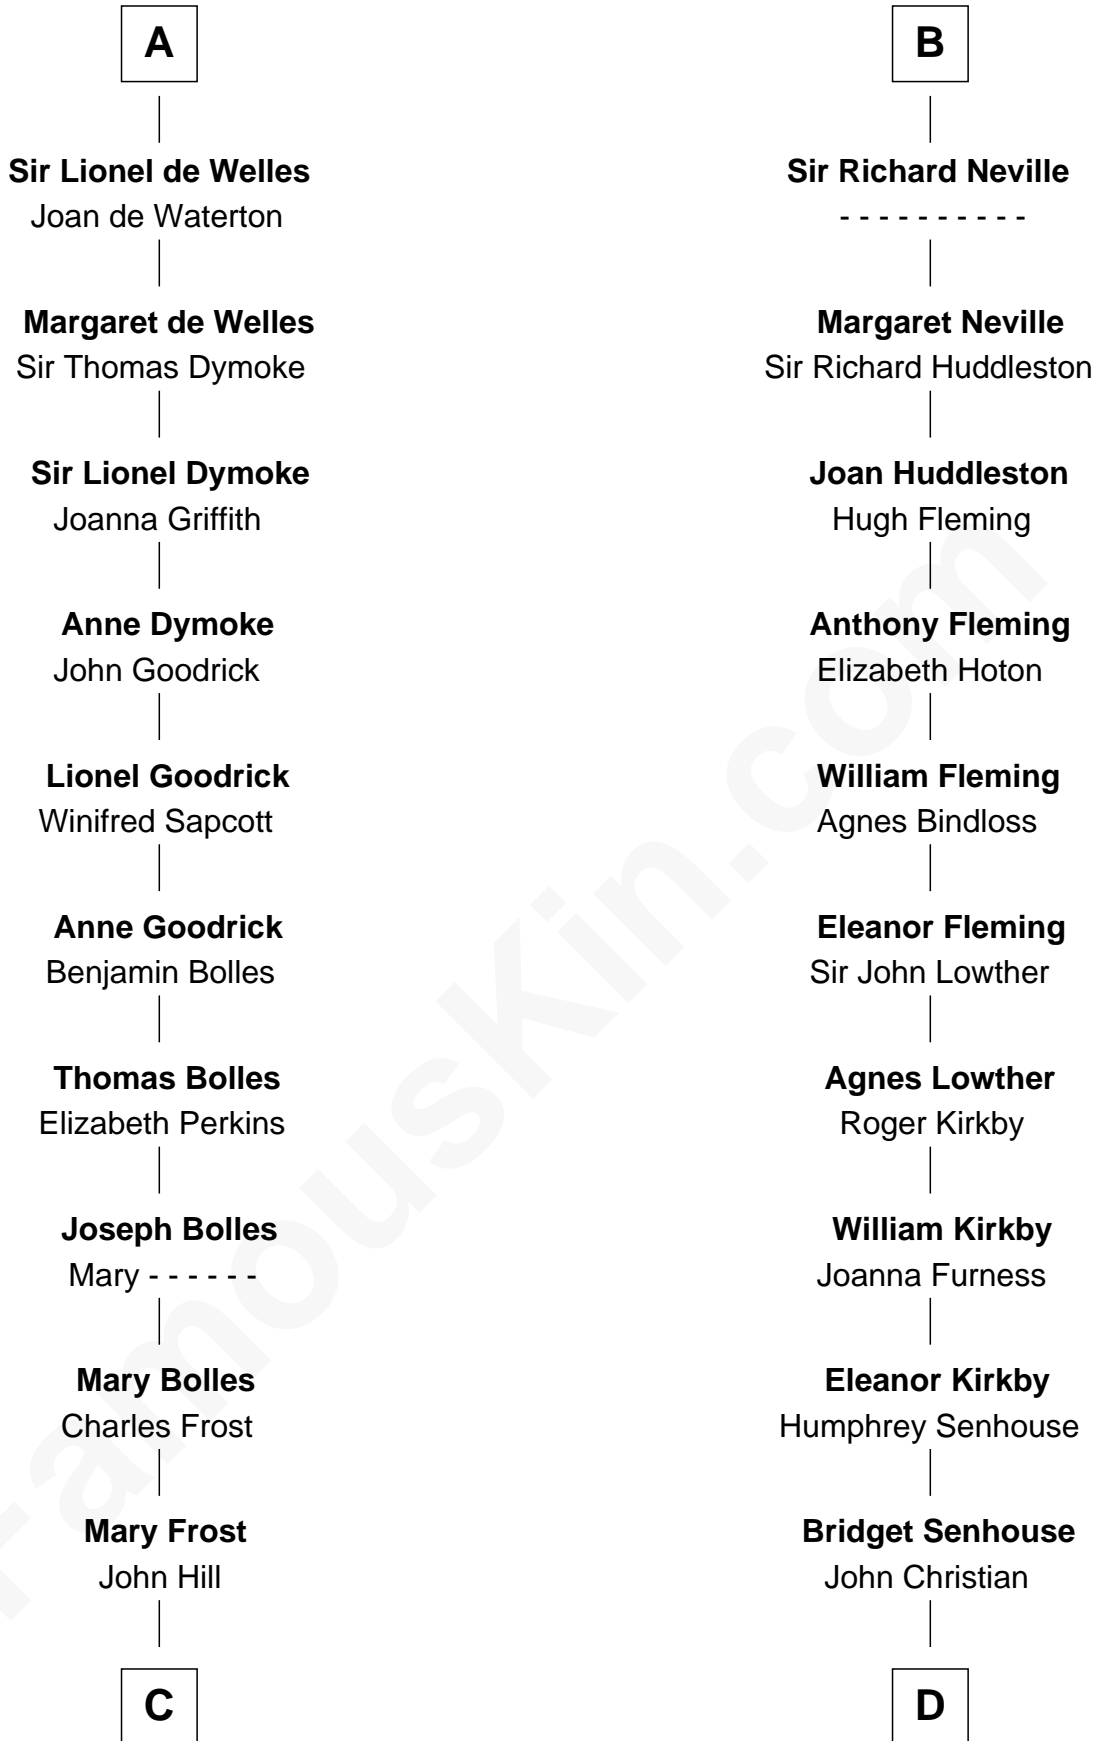 A
Sir Lionel de Welles
Joan de Waterton
Margaret de Welles
Sir Thomas Dymoke
Sir Lionel Dymoke
Joanna Griffith
Anne Dymoke
John Goodrick
Lionel Goodrick
Winifred Sapcott
Anne Goodrick
Benjamin Bolles
Thomas Bolles
Elizabeth Perkins
Joseph Bolles
Mary - - - - - -
Mary Bolles
Charles Frost
Mary Frost
John Hill
C
B
Sir Richard Neville
- - - - - - - - - -
Margaret Neville
Sir Richard Huddleston
Joan Huddleston
Hugh Fleming
Anthony Fleming
Elizabeth Hoton
William Fleming
Agnes Bindloss
Eleanor Fleming
Sir John Lowther
Agnes Lowther
Roger Kirkby
William Kirkby
Joanna Furness
Eleanor Kirkby
Humphrey Senhouse
Bridget Senhouse
John Christian
D
FamousKin.com